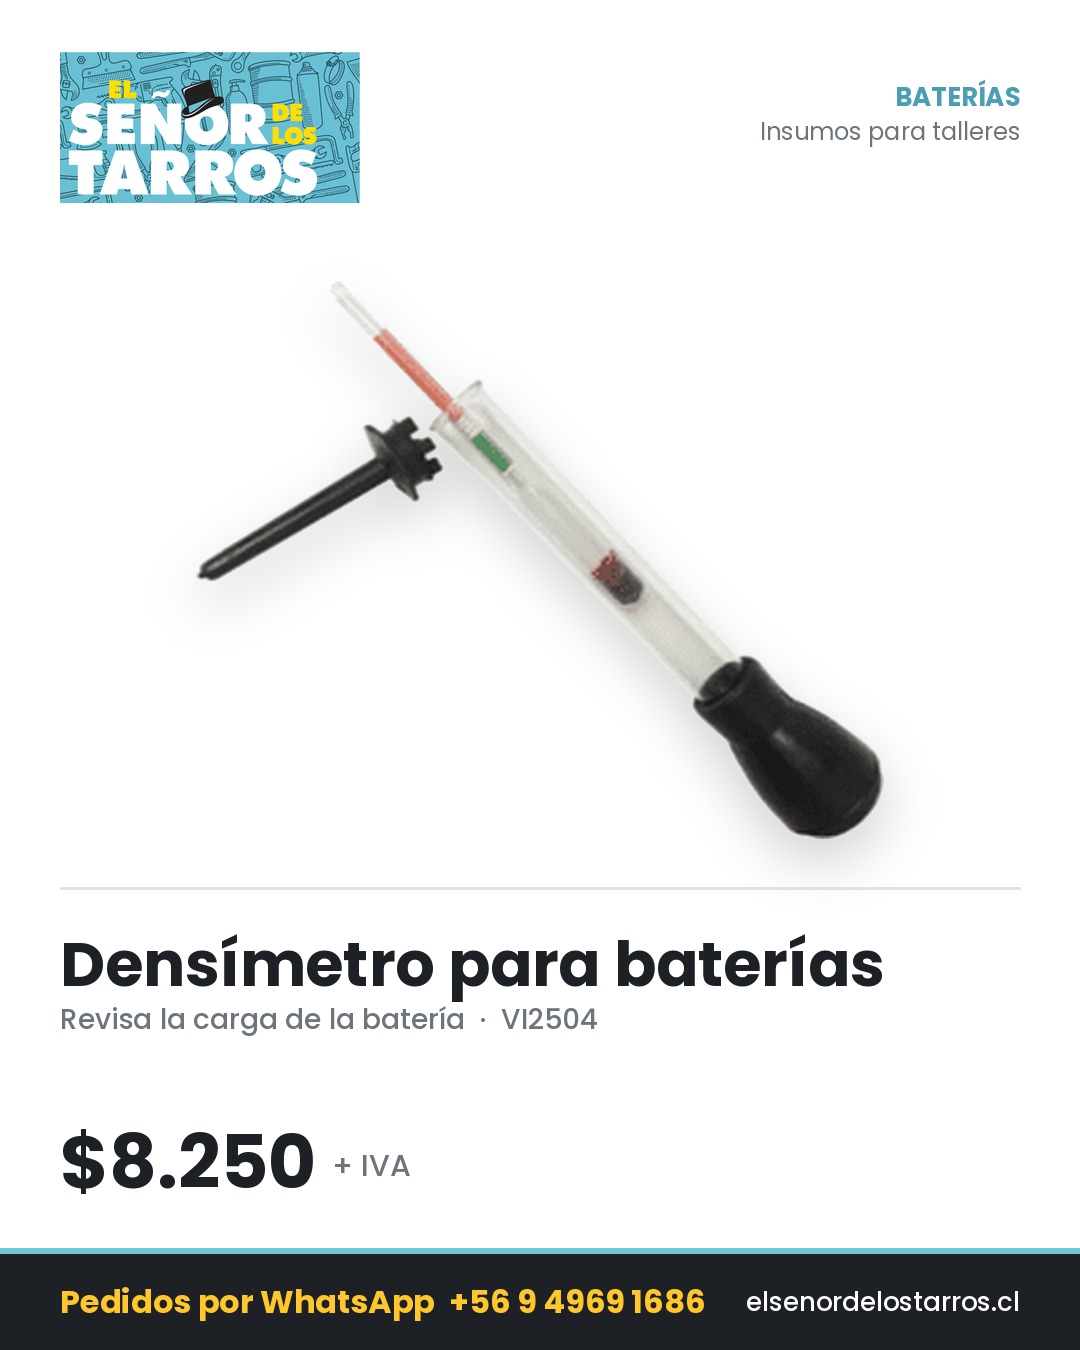 EL
SEÑOR DE LOS
TARROS
BATERÍAS
Insumos para talleres
Densímetro para baterías
Revisa la carga de la batería · VI2504
$8.250 + IVA
Pedidos por WhatsApp +56 9 4969 1686 elsenordelostarros.cl